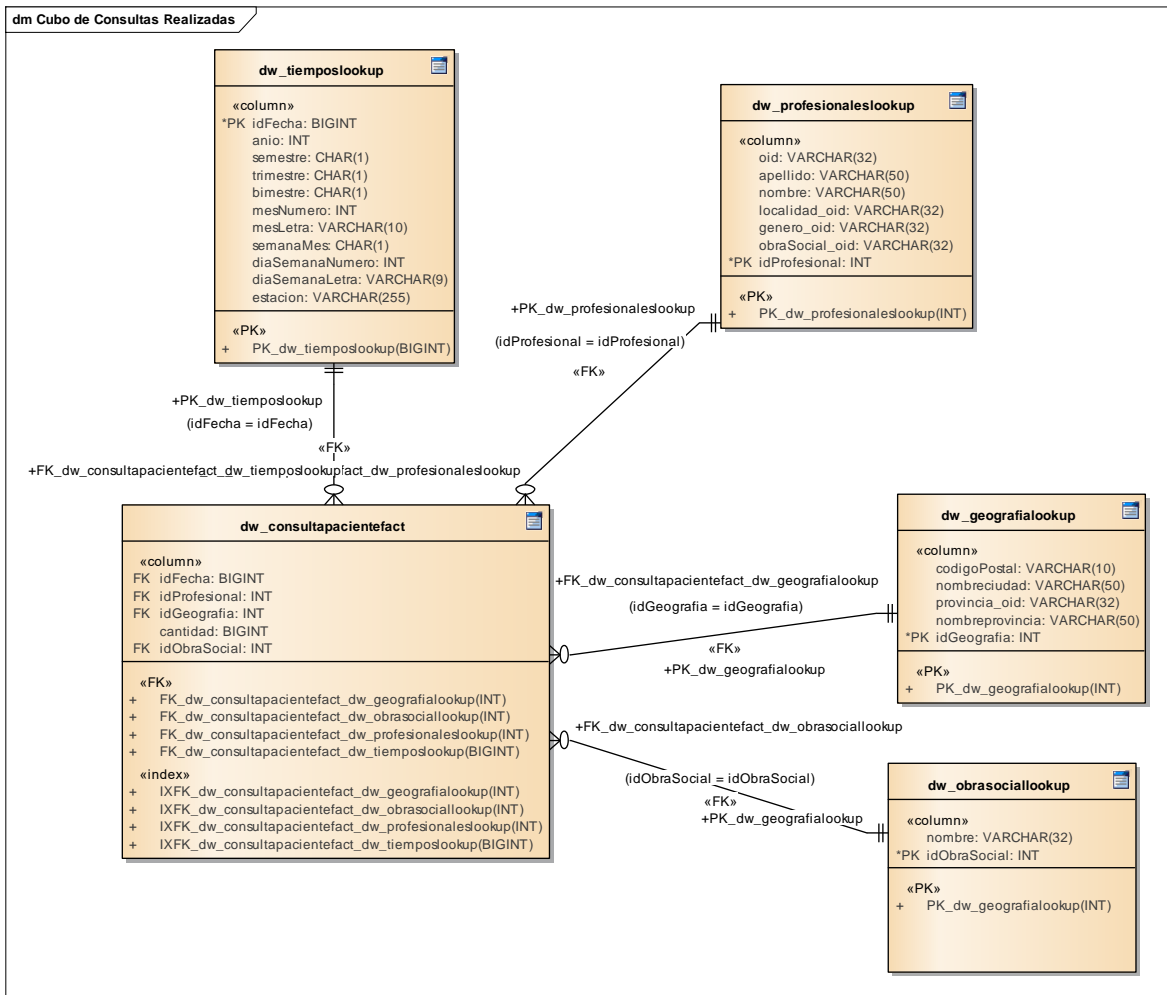 dm Cubo de Consultas Realizadas
dw_tiemposlookup
«column»
*PK idFecha: BIGINT
anio: INT
semestre: CHAR(1)
trimestre: CHAR(1)
bimestre: CHAR(1)
mesNumero: INT
mesLetra: VARCHAR(10)
semanaMes: CHAR(1)
diaSemanaNumero: INT
diaSemanaLetra: VARCHAR(9)
estacion: VARCHAR(255)
«PK»
+ PK_dw_tiemposlookup(BIGINT)
dw_profesionaleslookup
«column»
oid: VARCHAR(32)
apellido: VARCHAR(50)
nombre: VARCHAR(50)
localidad_oid: VARCHAR(32)
genero_oid: VARCHAR(32)
obraSocial_oid: VARCHAR(32)
*PK idProfesional: INT
«PK»
+ PK_dw_profesionaleslookup(INT)
+PK_dw_profesionaleslookup
(idProfesional = idProfesional)
«FK»
+PK_dw_tiemposlookup
(idFecha = idFecha)
«FK»
+FK_dw_consultapacientefact_dw_tiemposlookup fact_dw_profesionaleslookup
dw_consultapacientefact
«column»
FK idFecha: BIGINT
FK idProfesional: INT
FK idGeografia: INT
cantidad: BIGINT
FK idObraSocial: INT
«FK»
+ FK_dw_consultapacientefact_dw_geografialookup(INT)
+ FK_dw_consultapacientefact_dw_obrasociallookup(INT)
+ FK_dw_consultapacientefact_dw_profesionaleslookup(INT)
+ FK_dw_consultapacientefact_dw_tiemposlookup(BIGINT)
«index»
+ IXFK_dw_consultapacientefact_dw_geografialookup(INT)
+ IXFK_dw_consultapacientefact_dw_obrasociallookup(INT)
+ IXFK_dw_consultapacientefact_dw_profesionaleslookup(INT)
+ IXFK_dw_consultapacientefact_dw_tiemposlookup(BIGINT)
+FK_dw_consultapacientefact_dw_geografialookup
(idGeografia = idGeografia)
«FK»
+PK_dw_geografialookup
dw_geografialookup
«column»
codigoPostal: VARCHAR(10)
nombreciudad: VARCHAR(50)
provincia_oid: VARCHAR(32)
nombreprovincia: VARCHAR(50)
*PK idGeografia: INT
«PK»
+ PK_dw_geografialookup(INT)
+FK_dw_consultapacientefact_dw_obrasociallookup
(idObraSocial = idObraSocial)
«FK»
+PK_dw_geografialookup
dw_obrasociallookup
«column»
nombre: VARCHAR(32)
*PK idObraSocial: INT
«PK»
+ PK_dw_geografialookup(INT)